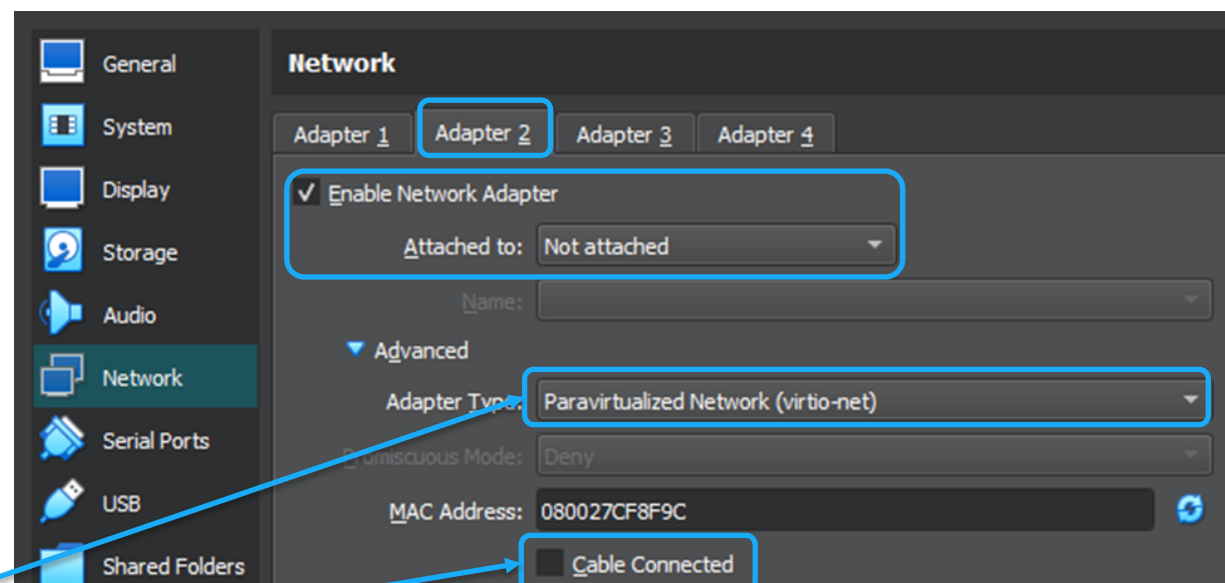 General
System
Display
Storage
Audio
Network
Serial Ports
USB
Shared Folders
Network
Adapter 1
Adapter 2
Adapter 3
Adapter 4
Enable Network Adapter
Attached to: Not attached
Name:
Advanced
Adapter Type: Paravirtualized Network (virtio-net)
Promiscuous Mode: Deny
MAC Address: 080027CF8F9C
Cable Connected